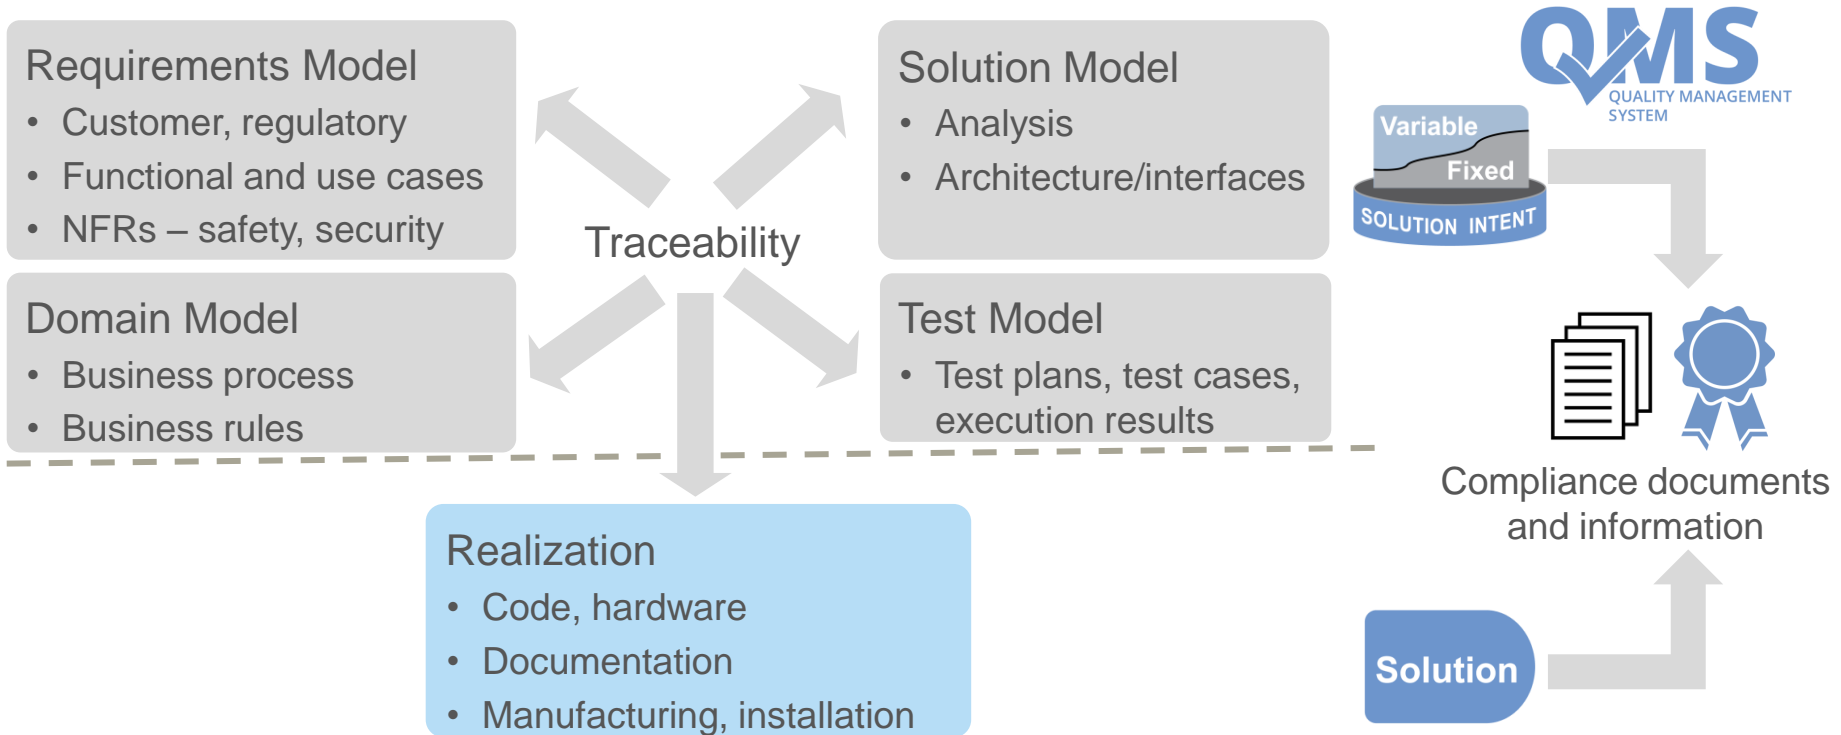 Requirements Model
• Customer, regulatory
• Functional and use cases
• NFRs – safety, security
Domain Model
• Business process
• Business rules
Traceability
Solution Model
• Analysis
• Architecture/interfaces
Test Model
• Test plans, test cases,
execution results
Realization
• Code, hardware
• Documentation
• Manufacturing, installation
QMS
QUALITY MANAGEMENT
SYSTEM
Variable
Fixed
SOLUTION INTENT
Compliance documents
and information
Solution